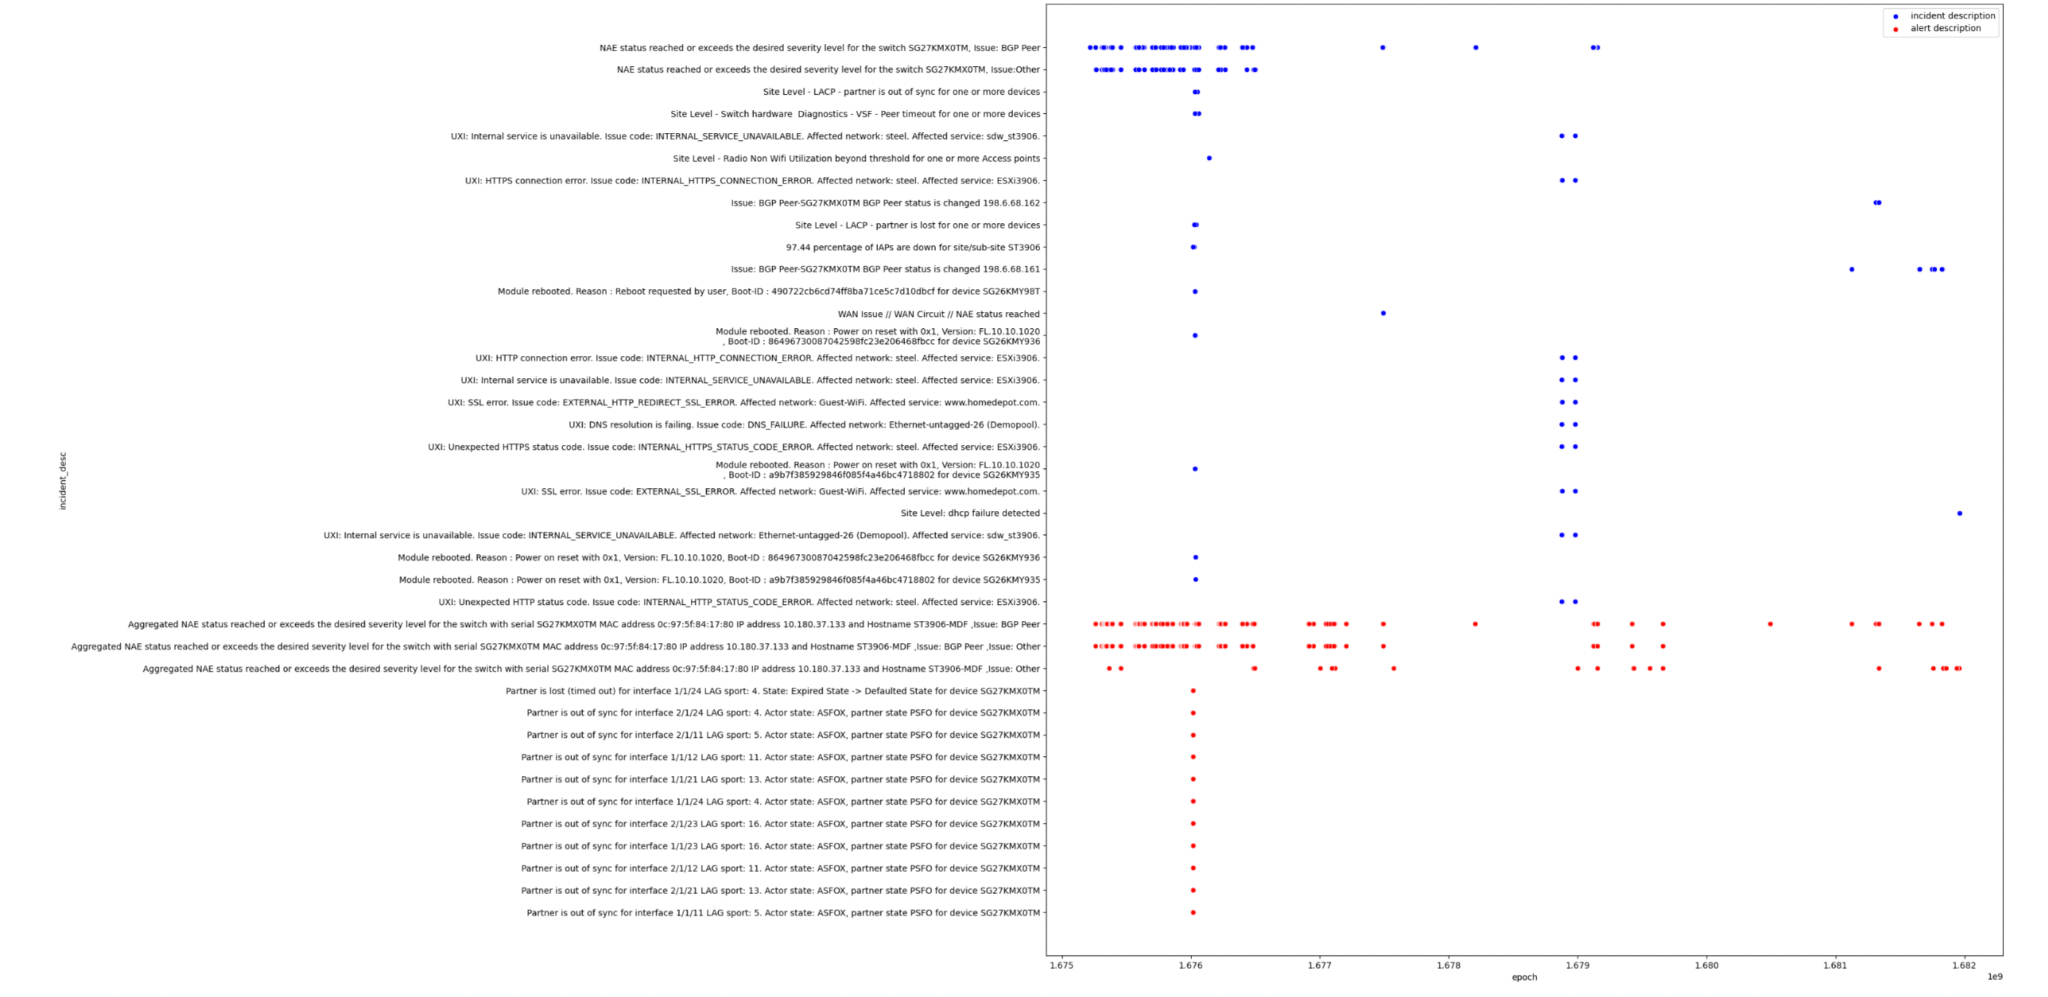 incident description
alert description
NAE status reached or exceeds the desired severity level for the switch SG27KMX0TM, Issue: BGP Peer
NAE status reached or exceeds the desired severity level for the switch SG27KMX0TM, Issue:Other
Site Level - LACP - partner is out of sync for one or more devices
Site Level - Switch hardware  Diagnostics - VSF - Peer timeout for one or more devices
UXI: Internal service is unavailable. Issue code: INTERNAL_SERVICE_UNAVAILABLE. Affected network: steel. Affected service: sdw_st3906.
Site Level - Radio Non Wifi Utilization beyond threshold for one or more Access points
UXI: HTTPS connection error. Issue code: INTERNAL_HTTPS_CONNECTION_ERROR. Affected network: steel. Affected service: ESXi3906.
Issue: BGP Peer-SG27KMX0TM BGP Peer status is changed 198.6.68.162
Site Level - LACP - partner is lost for one or more devices
97.44 percentage of IAPs are down for site/sub-site ST3906
Issue: BGP Peer-SG27KMX0TM BGP Peer status is changed 198.6.68.161
Module rebooted. Reason : Reboot requested by user, Boot-ID : 490722cb6cd74ff8ba71ce5c7d10dbcf for device SG26KMY98T
WAN Issue // WAN Circuit // NAE status reached
Module rebooted. Reason : Power on reset with 0x1, Version: FL.10.10.1020
, Boot-ID : 86496730087042598fc23e206468fbcc for device SG26KMY936
UXI: HTTP connection error. Issue code: INTERNAL_HTTP_CONNECTION_ERROR. Affected network: steel. Affected service: ESXi3906.
UXI: Internal service is unavailable. Issue code: INTERNAL_SERVICE_UNAVAILABLE. Affected network: steel. Affected service: ESXi3906.
UXI: SSL error. Issue code: EXTERNAL_HTTP_REDIRECT_SSL_ERROR. Affected network: Guest-WiFi. Affected service: www.homedepot.com.
UXI: DNS resolution is failing. Issue code: DNS_FAILURE. Affected network: Ethernet-untagged-26 (Demopool).
UXI: Unexpected HTTPS status code. Issue code: INTERNAL_HTTPS_STATUS_CODE_ERROR. Affected network: steel. Affected service: ESXi3906.
Module rebooted. Reason : Power on reset with 0x1, Version: FL.10.10.1020
, Boot-ID : a9b7f385929846f085f4a46bc4718802 for device SG26KMY935
UXI: SSL error. Issue code: EXTERNAL_SSL_ERROR. Affected network: Guest-WiFi. Affected service: www.homedepot.com.
Site Level: dhcp failure detected
UXI: Internal service is unavailable. Issue code: INTERNAL_SERVICE_UNAVAILABLE. Affected network: Ethernet-untagged-26 (Demopool). Affected service: sdw_st3906.
Module rebooted. Reason : Power on reset with 0x1, Version: FL.10.10.1020, Boot-ID : 86496730087042598fc23e206468fbcc for device SG26KMY936
Module rebooted. Reason : Power on reset with 0x1, Version: FL.10.10.1020, Boot-ID : a9b7f385929846f085f4a46bc4718802 for device SG26KMY935
UXI: Unexpected HTTP status code. Issue code: INTERNAL_HTTP_STATUS_CODE_ERROR. Affected network: steel. Affected service: ESXi3906.
Aggregated NAE status reached or exceeds the desired severity level for the switch with serial SG27KMX0TM MAC address 0c:97:5f:84:17:80 IP address 10.180.37.133 and Hostname ST3906-MDF ,Issue: BGP Peer
Aggregated NAE status reached or exceeds the desired severity level for the switch with serial SG27KMX0TM MAC address 0c:97:5f:84:17:80 IP address 10.180.37.133 and Hostname ST3906-MDF ,Issue: BGP Peer ,Issue: Other
Aggregated NAE status reached or exceeds the desired severity level for the switch with serial SG27KMX0TM MAC address 0c:97:5f:84:17:80 IP address 10.180.37.133 and Hostname ST3906-MDF ,Issue: Other
Partner is lost (timed out) for interface 1/1/24 LAG sport: 4. State: Expired State -> Defaulted State for device SG27KMX0TM
Partner is out of sync for interface 2/1/24 LAG sport: 4. Actor state: ASFOX, partner state PSFO for device SG27KMX0TM
Partner is out of sync for interface 2/1/11 LAG sport: 5. Actor state: ASFOX, partner state PSFO for device SG27KMX0TM
Partner is out of sync for interface 1/1/12 LAG sport: 11. Actor state: ASFOX, partner state PSFO for device SG27KMX0TM
Partner is out of sync for interface 1/1/21 LAG sport: 13. Actor state: ASFOX, partner state PSFO for device SG27KMX0TM
Partner is out of sync for interface 1/1/24 LAG sport: 4. Actor state: ASFOX, partner state PSFO for device SG27KMX0TM
Partner is out of sync for interface 2/1/23 LAG sport: 16. Actor state: ASFOX, partner state PSFO for device SG27KMX0TM
Partner is out of sync for interface 1/1/23 LAG sport: 16. Actor state: ASFOX, partner state PSFO for device SG27KMX0TM
Partner is out of sync for interface 2/1/12 LAG sport: 11. Actor state: ASFOX, partner state PSFO for device SG27KMX0TM
Partner is out of sync for interface 2/1/21 LAG sport: 13. Actor state: ASFOX, partner state PSFO for device SG27KMX0TM
Partner is out of sync for interface 1/1/11 LAG sport: 5. Actor state: ASFOX, partner state PSFO for device SG27KMX0TM
incident_desc
1.675 1.676 1.677 1.678 1.679 1.680 1.681 1.682
epoch
1e9